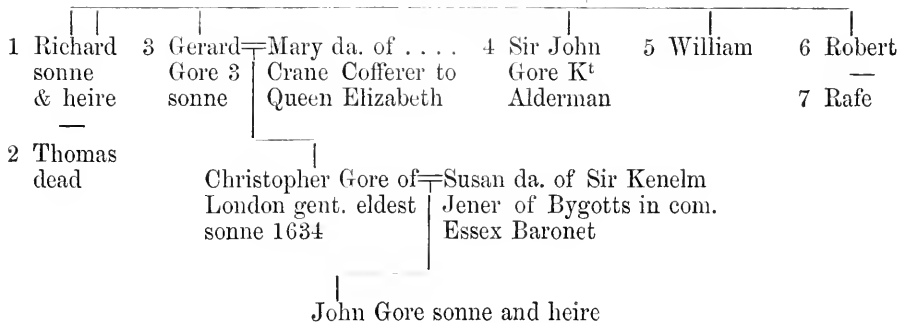 1 Richard sonne & heire
2 Thomas dead
3 Gerard Gore 3 sonne
Mary da. of . . . . Crane Cofferer to Queen Elizabeth
4 Sir John Gore Kᵗ Alderman
5 William
6 Robert
7 Rafe
Christopher Gore of London gent. eldest sonne 1634
Susan da. of Sir Kenelm Jener of Bygotts in com. Essex Baronet
John Gore sonne and heire